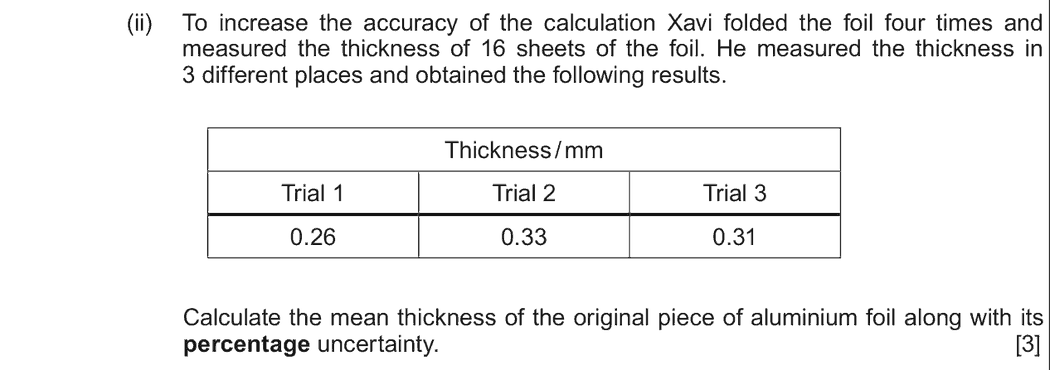 (ii) To increase the accuracy of the calculation Xavi folded the foil four times and
measured the thickness of 16 sheets of the foil. He measured the thickness in
3 different places and obtained the following results.
Thickness/mm
Trial 1 Trial 2 Trial 3
0.26 0.33 0.31
Calculate the mean thickness of the original piece of aluminium foil along with its
percentage uncertainty. [3]